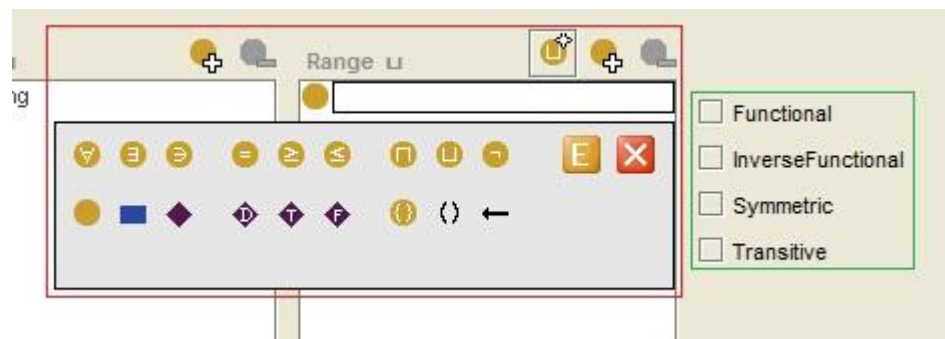 Range ⊔
ng
Functional
∀ ∃ ∋ = ≥ ≤ ⊓ ⊔ ¬ E
InverseFunctional
D T F {} () ←
Symmetric
Transitive